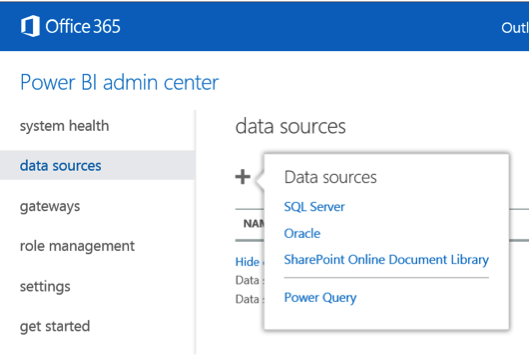 Office 365
Outl
Power BI admin center
system health
data sources
gateways
role management
settings
get started
data sources
Data sources
SQL Server
Oracle
SharePoint Online Document Library
Power Query
Hide
Data
Data